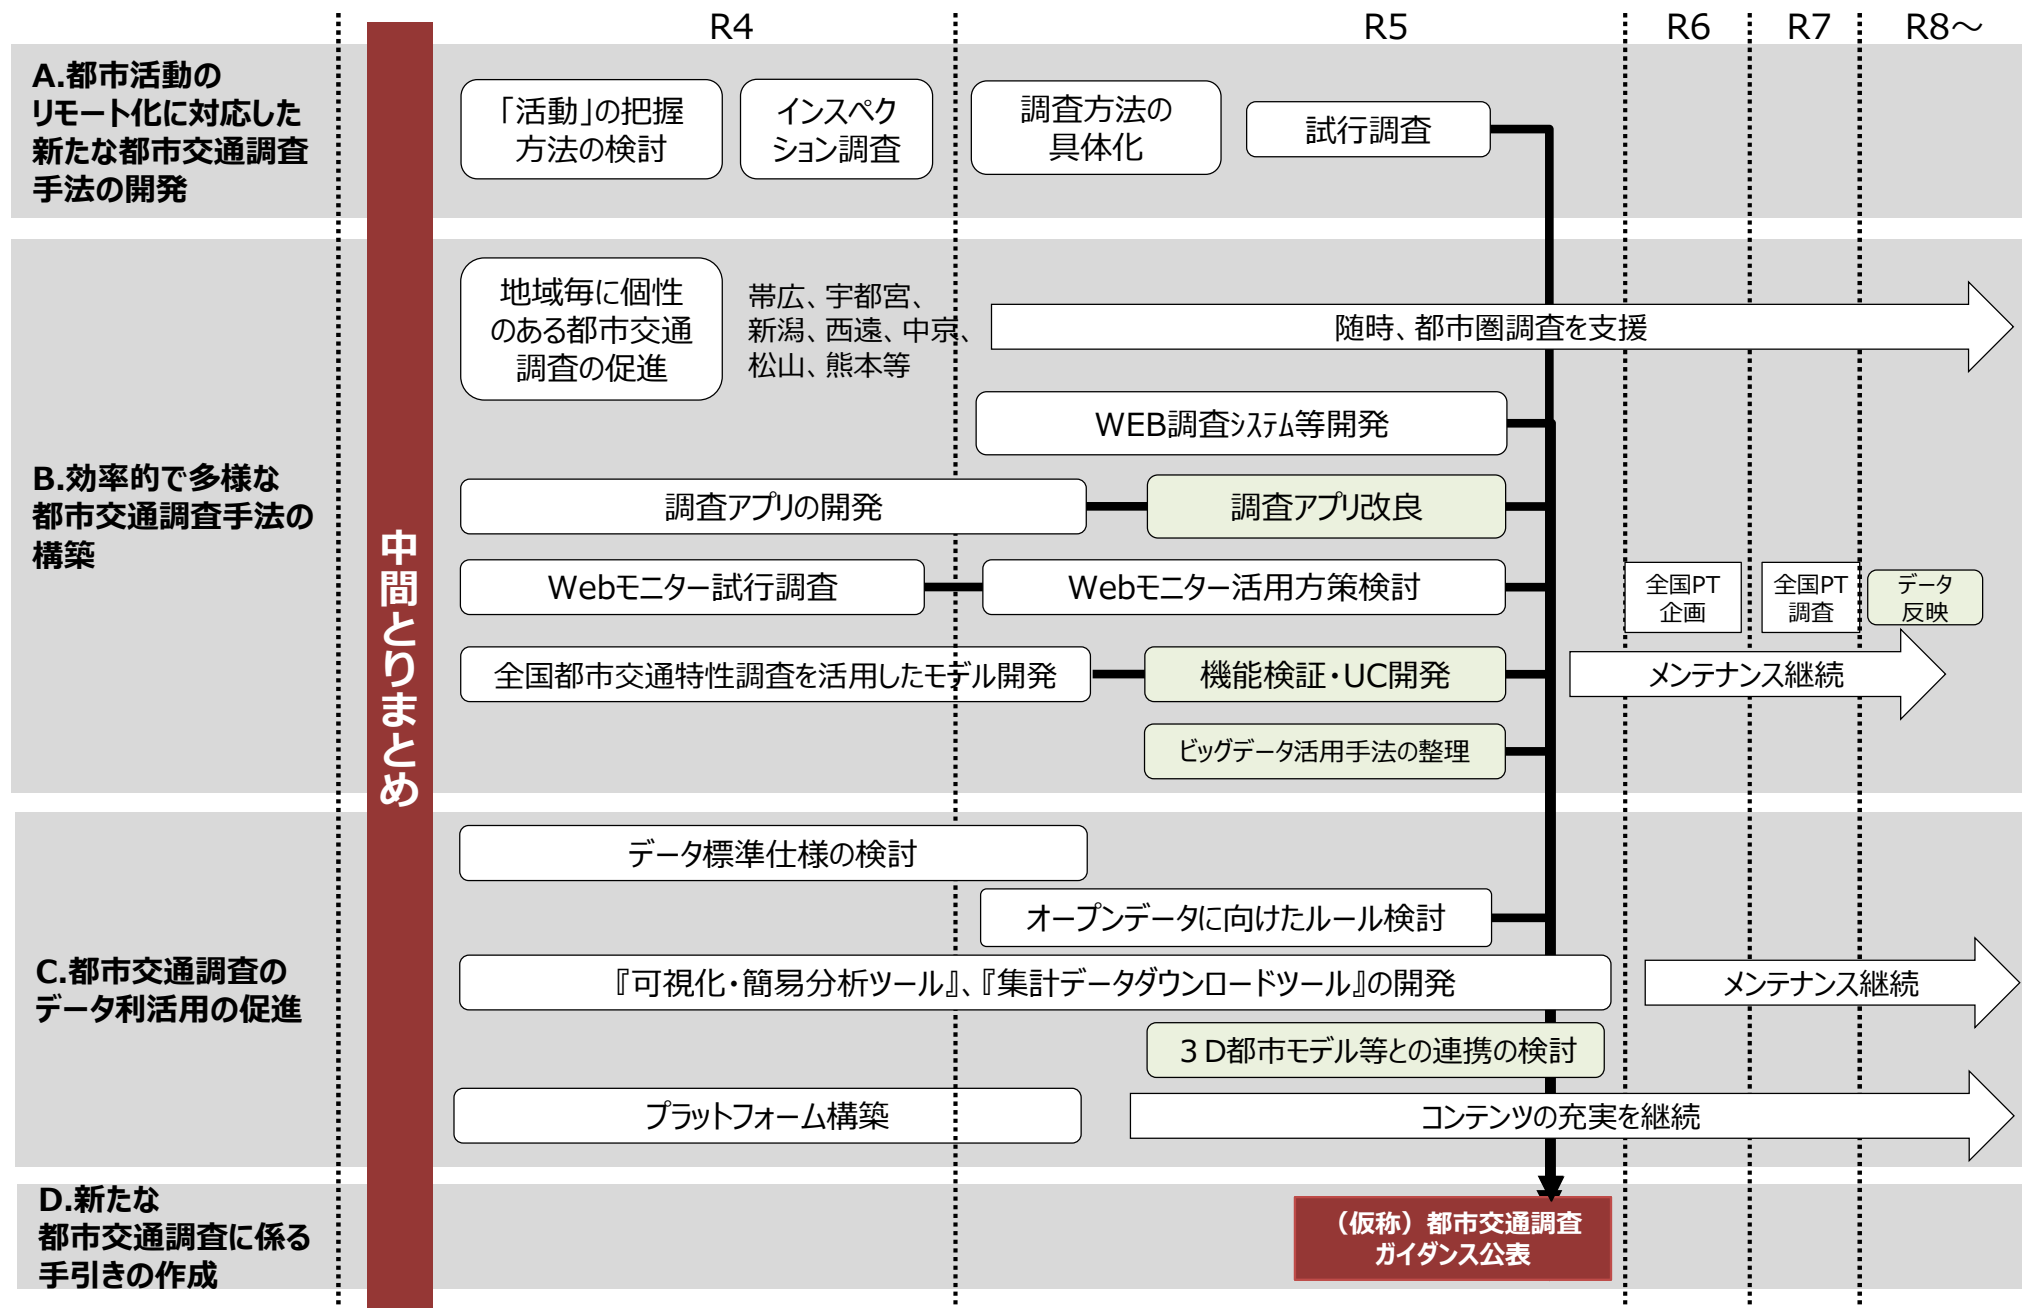 R4
R5
R6
R7
R8～
A.都市活動の
リモート化に対応した
新たな都市交通調査
手法の開発
「活動」の把握
方法の検討
インスペク
ション調査
調査方法の
具体化
試行調査
中間とりまとめ
B.効率的で多様な
都市交通調査手法の
構築
地域毎に個性
のある都市交通
調査の促進
帯広、宇都宮、
新潟、西遠、中京、
松山、熊本等
随時、都市圏調査を支援
WEB調査ｼｽﾃﾑ等開発
調査アプリの開発
調査アプリ改良
Webモニター試行調査
Webモニター活用方策検討
全国PT
企画
全国PT
調査
データ
反映
全国都市交通特性調査を活用したモデル開発
機能検証・UC開発
メンテナンス継続
ビッグデータ活用手法の整理
C.都市交通調査の
データ利活用の促進
データ標準仕様の検討
オープンデータに向けたルール検討
『可視化・簡易分析ツール』、『集計データダウンロードツール』の開発
メンテナンス継続
３D都市モデル等との連携の検討
プラットフォーム構築
コンテンツの充実を継続
D.新たな
都市交通調査に係る
手引きの作成
（仮称）都市交通調査
ガイダンス公表